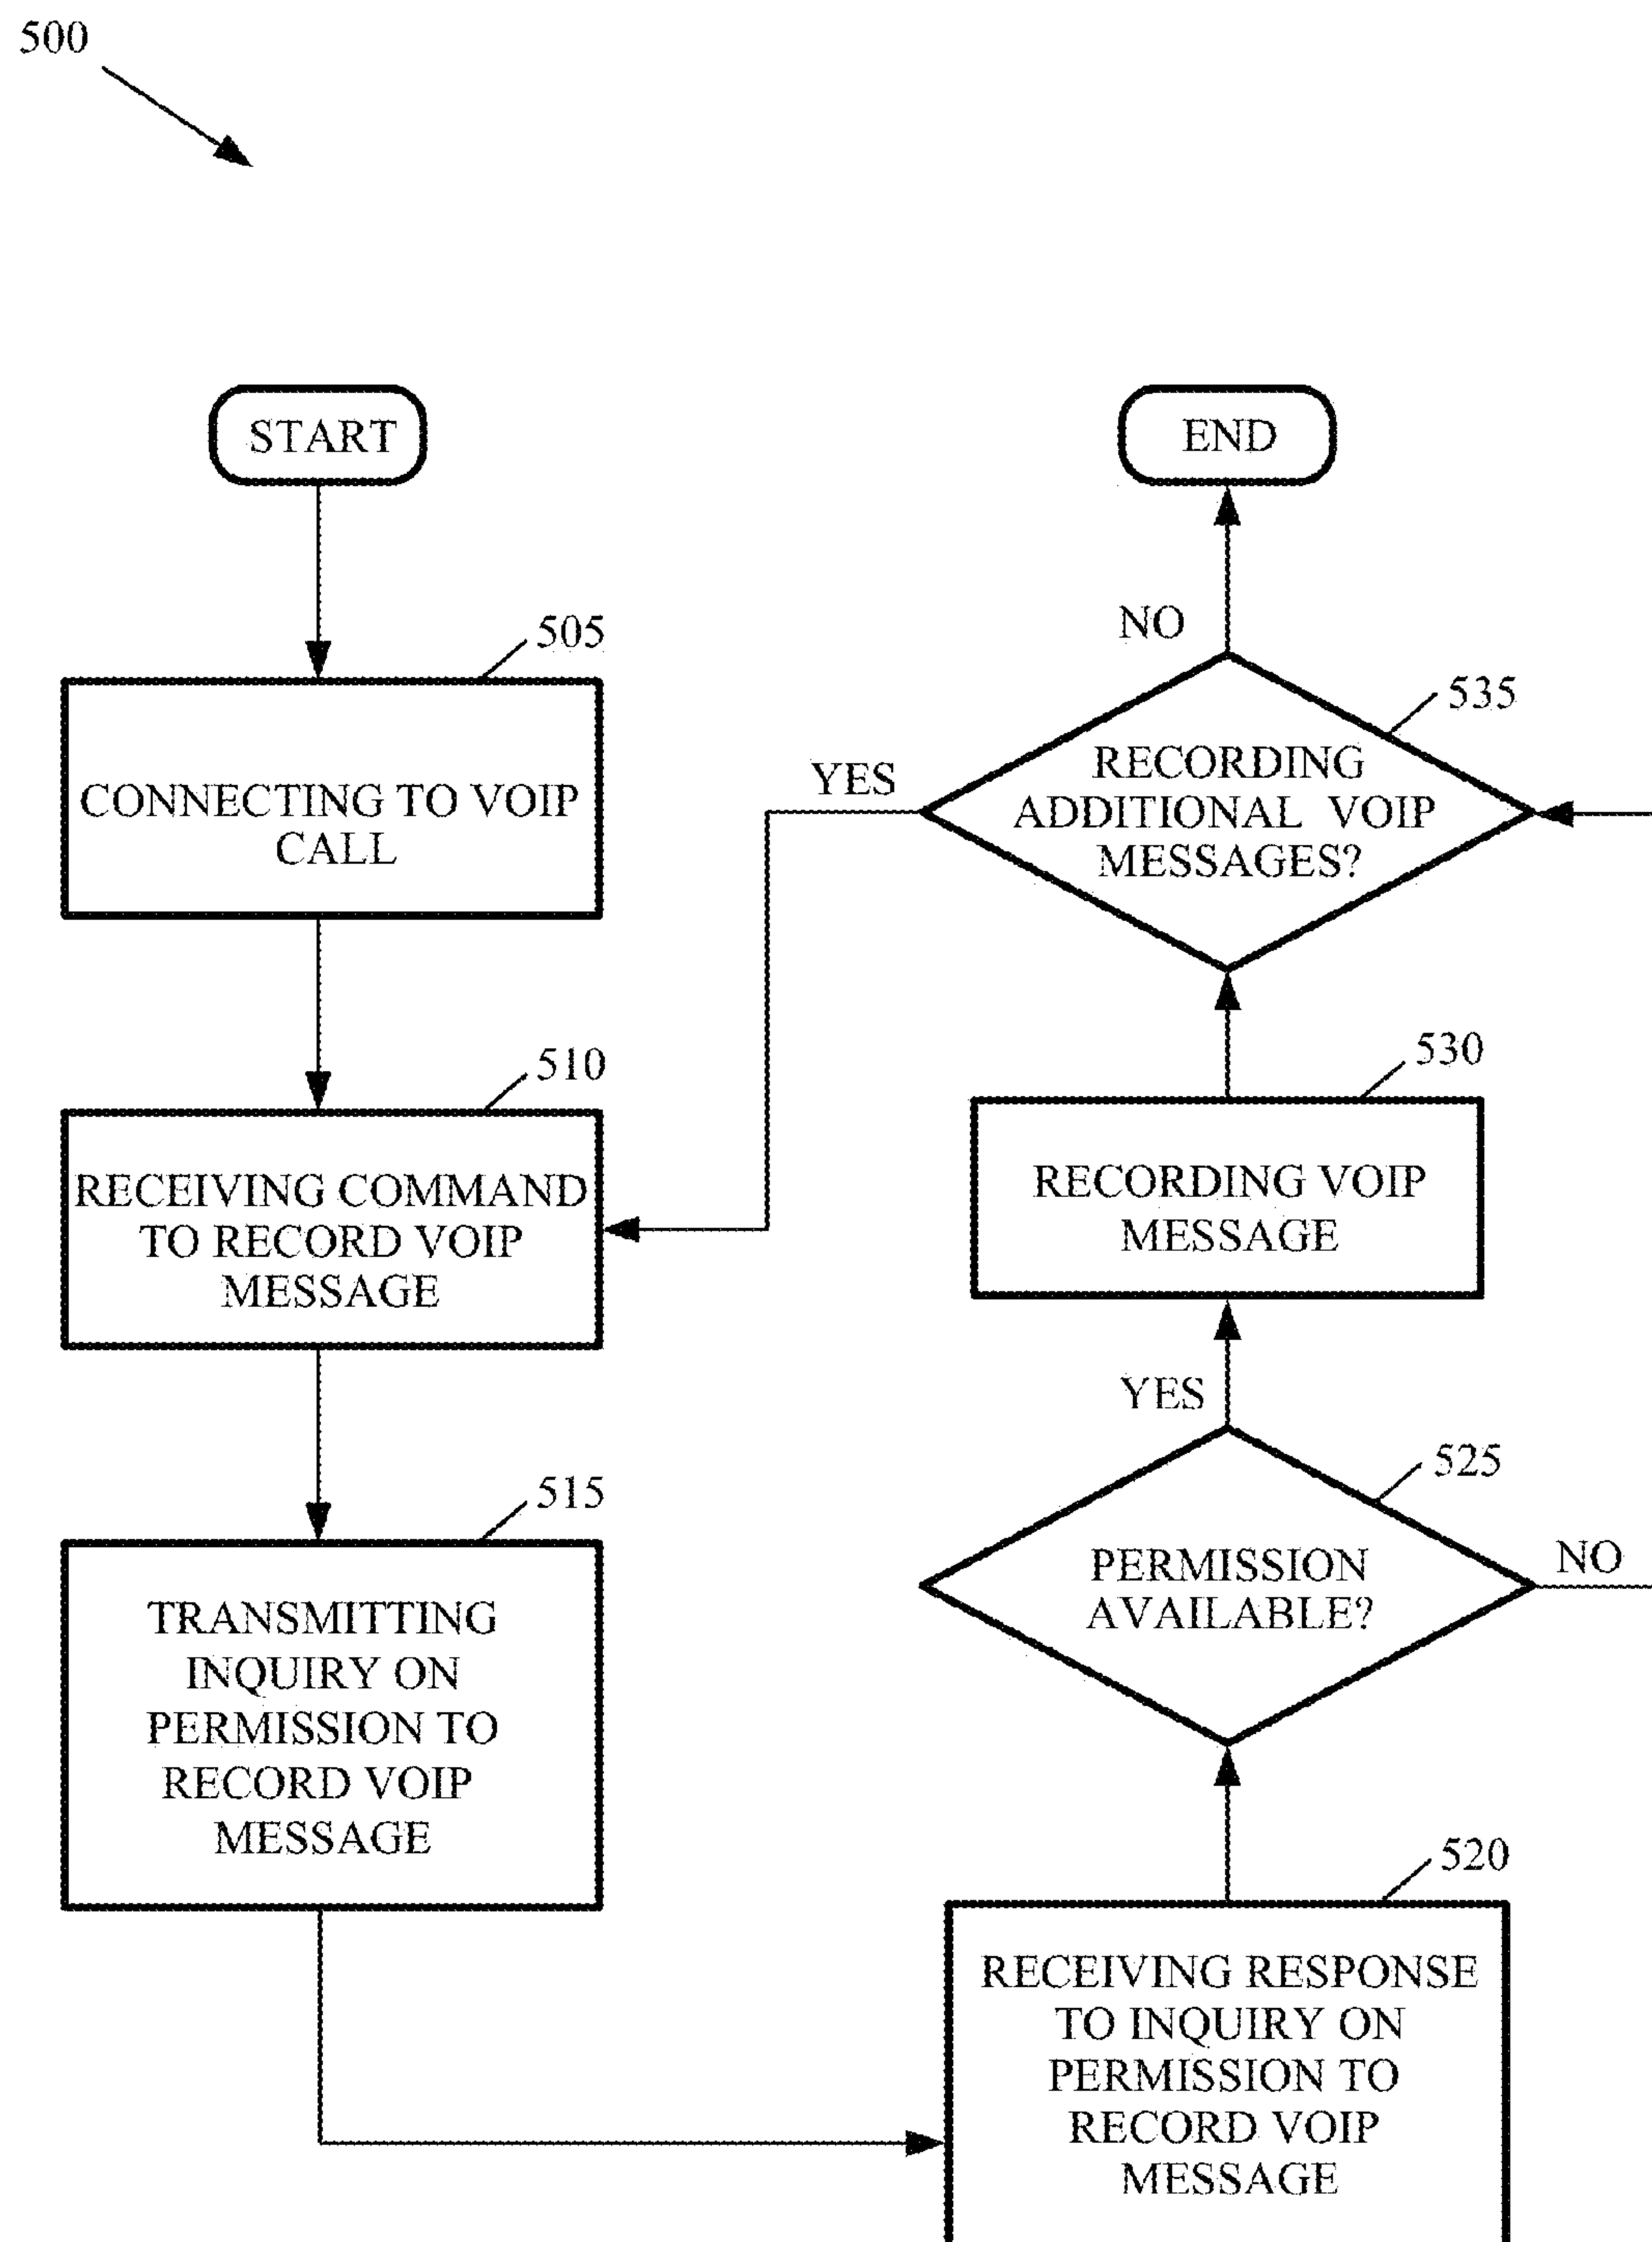 500
START
505
CONNECTING TO VOIP
CALL
510
RECEIVING COMMAND
TO RECORD VOIP
MESSAGE
515
TRANSMITTING
INQUIRY ON
PERMISSION TO
RECORD VOIP
MESSAGE
520
RECEIVING RESPONSE
TO INQUIRY ON
PERMISSION TO
RECORD VOIP
MESSAGE
525
PERMISSION
AVAILABLE?
NO
YES
530
RECORDING VOIP
MESSAGE
535
RECORDING
ADDITIONAL VOIP
MESSAGES?
YES
NO
END